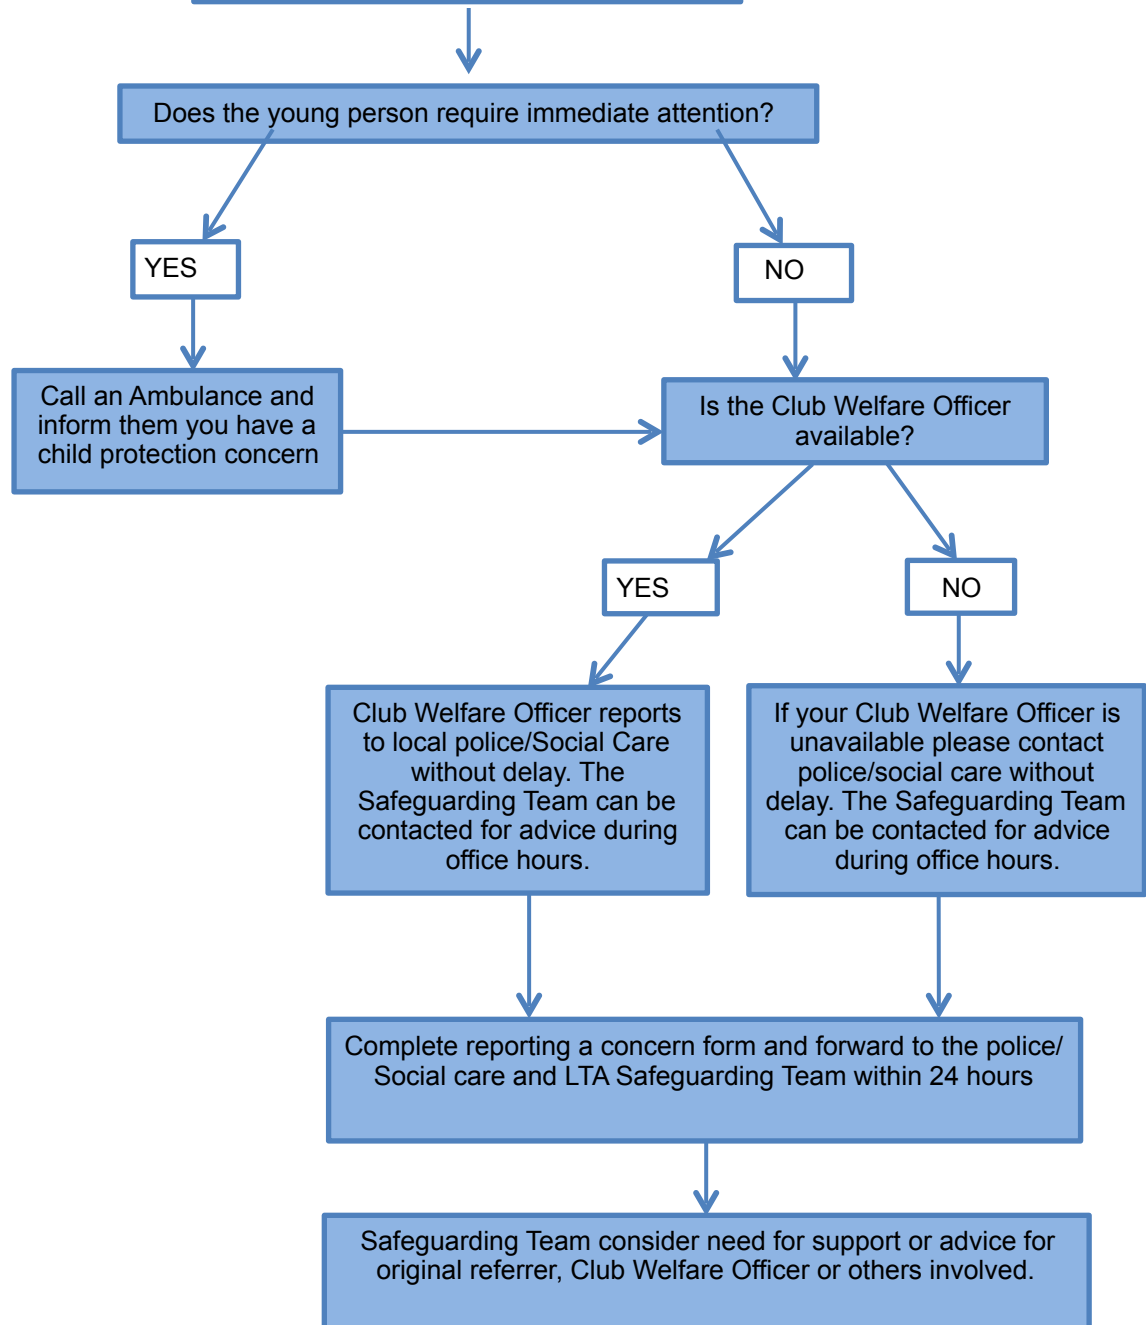 Does the young person require immediate attention?
YES
NO
Call an Ambulance and
inform them you have a
child protection concern
Is the Club Welfare Officer
available?
YES
NO
Club Welfare Officer reports
to local police/Social Care
without delay. The
Safeguarding Team can be
contacted for advice during
office hours.
If your Club Welfare Officer is
unavailable please contact
police/social care without
delay. The Safeguarding Team
can be contacted for advice
during office hours.
Complete reporting a concern form and forward to the police/
Social care and LTA Safeguarding Team within 24 hours
Safeguarding Team consider need for support or advice for
original referrer, Club Welfare Officer or others involved.